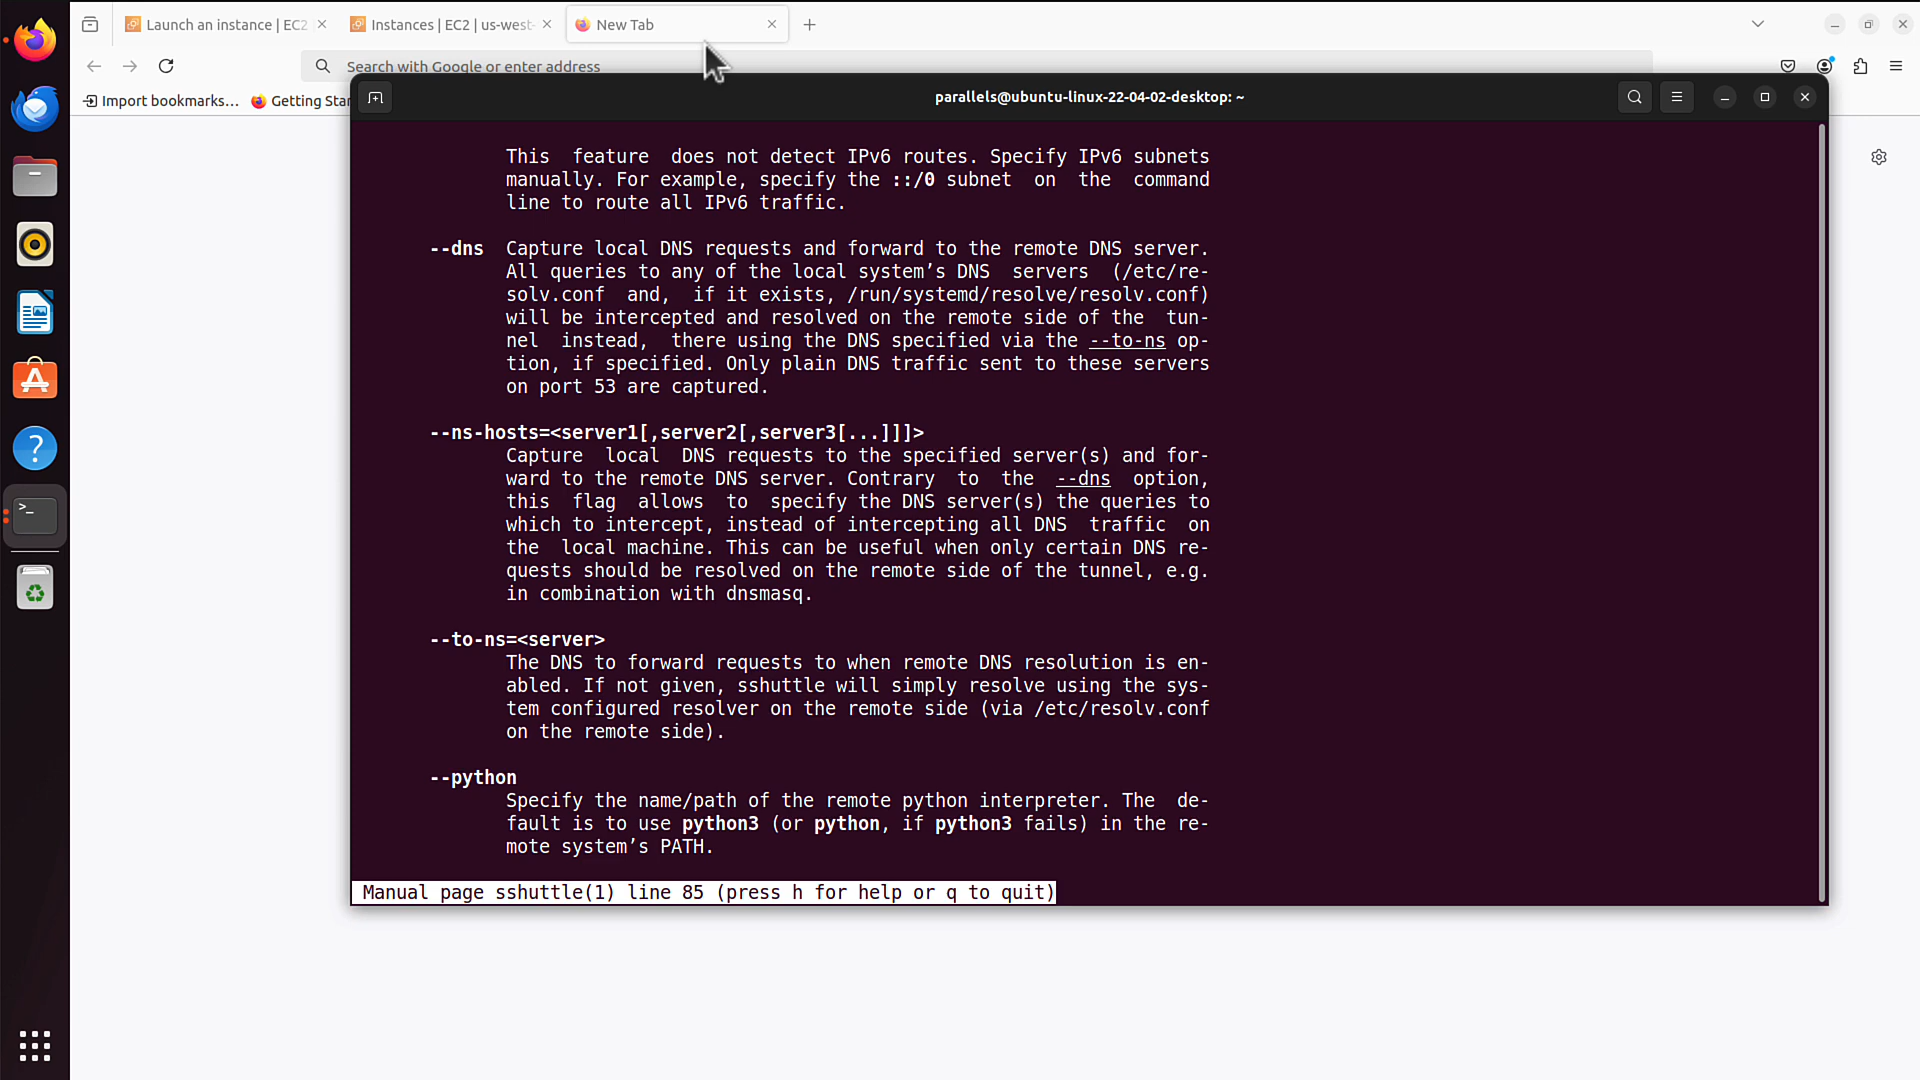 Launch an instance | EC2
Instances | EC2 | us-west-
New Tab
Search with Google or enter address
Import bookmarks...
Getting Star
parallels@ubuntu-linux-22-04-02-desktop: ~
This feature does not detect IPv6 routes. Specify IPv6 subnets
manually. For example, specify the ::/0 subnet on the command
line to route all IPv6 traffic.
--dns Capture local DNS requests and forward to the remote DNS server.
All queries to any of the local system’s DNS servers (/etc/re-
solv.conf and, if it exists, /run/systemd/resolve/resolv.conf)
will be intercepted and resolved on the remote side of the tun-
nel instead, there using the DNS specified via the --to-ns op-
tion, if specified. Only plain DNS traffic sent to these servers
on port 53 are captured.
--ns-hosts=<server1[,server2[,server3[...]]]>
Capture local DNS requests to the specified server(s) and for-
ward to the remote DNS server. Contrary to the --dns option,
this flag allows to specify the DNS server(s) the queries to
which to intercept, instead of intercepting all DNS traffic on
the local machine. This can be useful when only certain DNS re-
quests should be resolved on the remote side of the tunnel, e.g.
in combination with dnsmasq.
--to-ns=<server>
The DNS to forward requests to when remote DNS resolution is en-
abled. If not given, sshuttle will simply resolve using the sys-
tem configured resolver on the remote side (via /etc/resolv.conf
on the remote side).
--python
Specify the name/path of the remote python interpreter. The de-
fault is to use python3 (or python, if python3 fails) in the re-
mote system’s PATH.
Manual page sshuttle(1) line 85 (press h for help or q to quit)